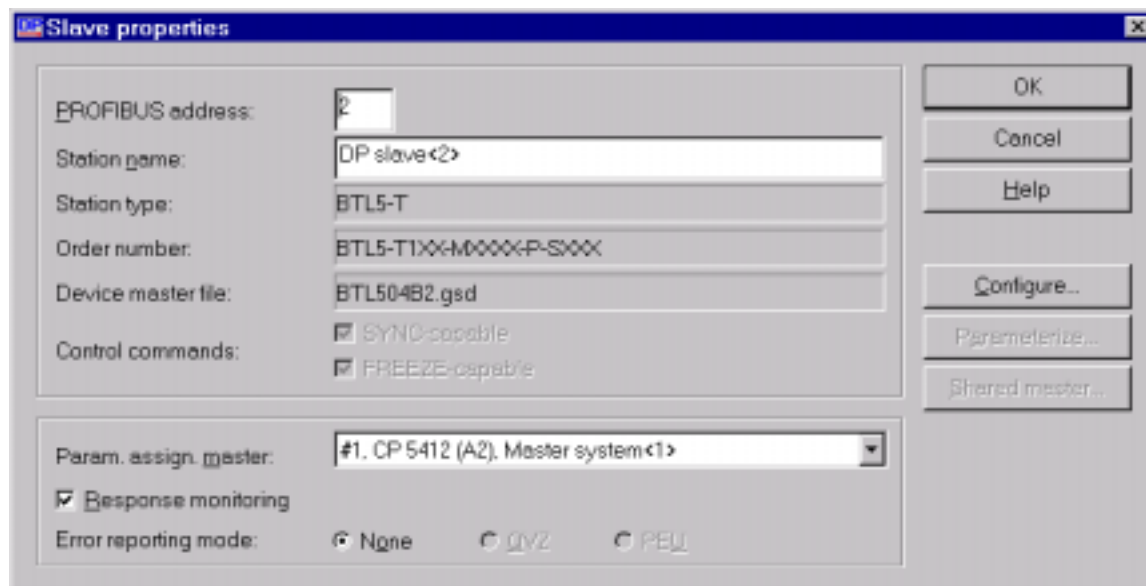 DP Slave properties
PROFIBUS address: 2 OK
Station name: DP slave<2> Cancel
Station type: BTL5-T Help
Order number: BTL5-T1XX-MXXXX-P-SXXX
Device master file: BTL504B2.gsd Configure...
Control commands: SYNC-capable Parameterize...
FREEZE-capable Shared master...
Param. assign. master: #1, CP 5412 (A2), Master system<1>
Response monitoring
Error reporting mode: None QVZ PEU